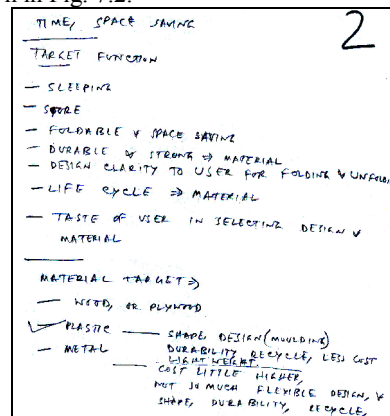 n in Fig. 7.2.
2
TIME, SPACE SAVING
TARGET FUNCTION
— SLEEPING
— STORE
— FOLDABLE & SPACE SAVING
— DURABLE & STRONG ⇒ MATERIAL
— DESIGN CLARITY TO USER FOR FOLDING & UNFOLDI
— LIFE CYCLE ⇒ MATERIAL
— TASTE OF USER IN SELECTING DESIGN &
MATERIAL
MATERIAL TARGET ⇒
— WOOD, OR PLYWOOD
✓ PLASTIC — SHAPE, DESIGN (MOULDING)
DURABILITY RECYCLE, LESS COST
LIGHT WEIGHT.
— METAL — COST LITTLE HIGHER,
NOT SO MUCH FLEXIBLE DESIGN, &
SHAPE, DURABILITY, RECYCLE,